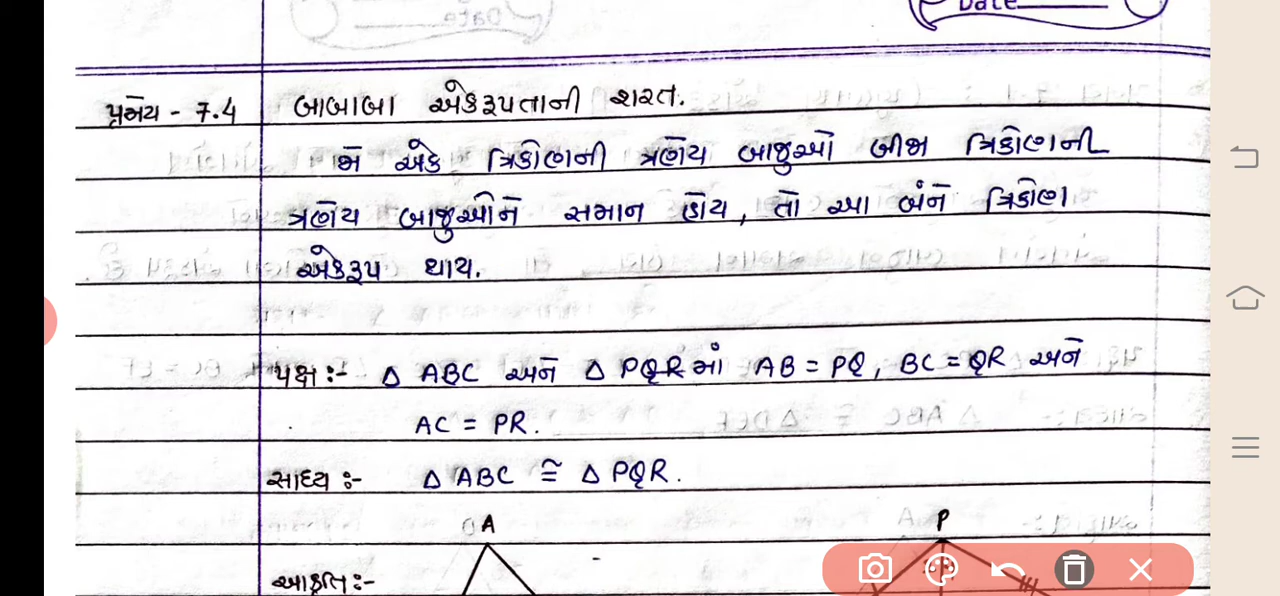 Date
પ્રમેય - 7.4 બાબાબા એકરૂપતાની શરત.
જો એક ત્રિકોણની ત્રણેય બાજુઓ બીજા ત્રિકોણની
ત્રણેય બાજુઓને સમાન હોય, તો આ બંને ત્રિકોણ
એકરૂપ થાય.
પક્ષ :- △ ABC અને △ PQR માં AB = PQ, BC = QR અને
AC = PR.
સાધ્ય :- △ ABC ≅ △ PQR.
A P
આકૃતિ :-